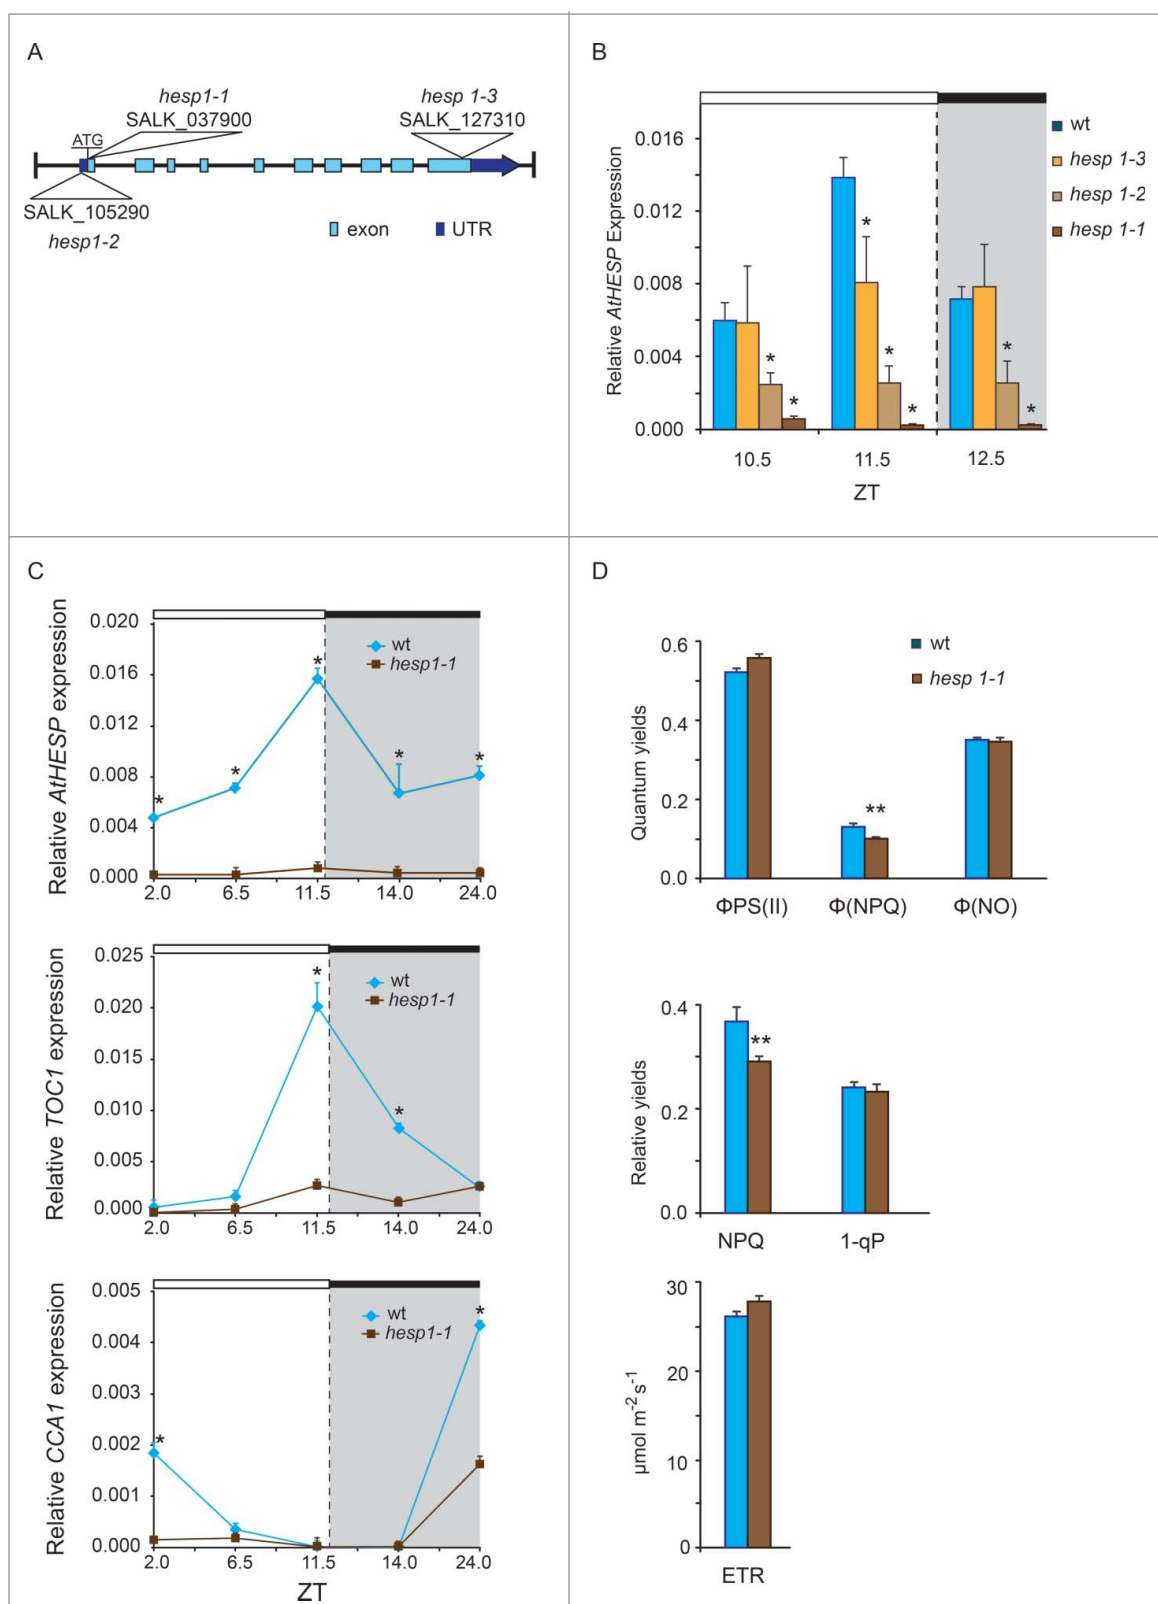 A
hesp1-1
SALK_037900
hesp 1-3
SALK_127310
ATG
SALK_105290
hesp1-2
exon
UTR
B
Relative AtHESP Expression
0.016
0.012
0.008
0.004
0.000
* * * * * * *
10.5 11.5 12.5
ZT
wt
hesp 1-3
hesp 1-2
hesp 1-1
C
Relative AtHESP expression
0.020
0.016
0.012
0.008
0.004
0.000
* * * * *
wt
hesp1-1
2.0 6.5 11.5 14.0 24.0
Relative TOC1 expression
0.025
0.020
0.015
0.010
0.005
0.000
* *
wt
hesp1-1
2.0 6.5 11.5 14.0 24.0
Relative CCA1 expression
0.005
0.004
0.003
0.002
0.001
0.000
* *
wt
hesp1-1
2.0 6.5 11.5 14.0 24.0
ZT
D
Quantum yields
0.6
0.4
0.2
0.0
**
wt
hesp 1-1
ΦPS(II) Φ(NPQ) Φ(NO)
Relative yields
0.4
0.2
0.0
**
NPQ 1-qP
µmol m⁻² s⁻¹
30
20
10
0
ETR